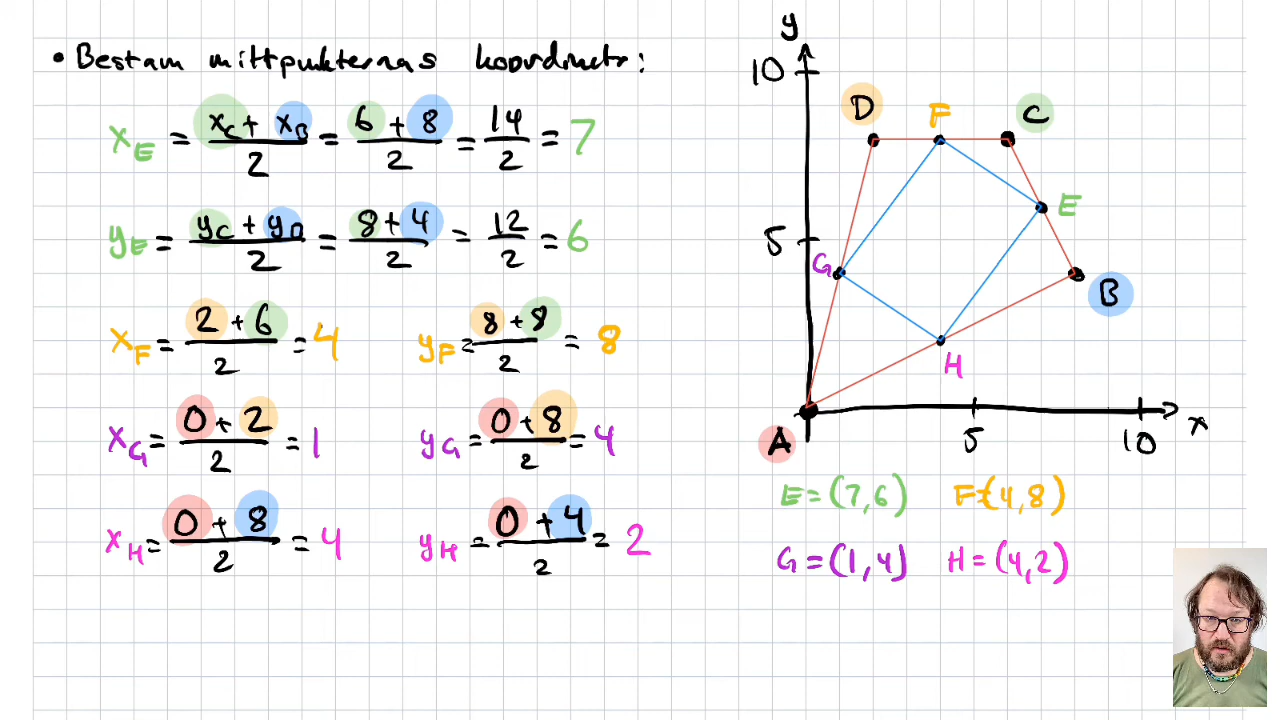 • Bestäm mittpunkternas koordinater:
x_E = (x_C + x_B)/2 = (6 + 8)/2 = 14/2 = 7
y_E = (y_C + y_B)/2 = (8 + 4)/2 = 12/2 = 6
x_F = (2 + 6)/2 = 4 y_F = (8 + 8)/2 = 8
x_G = (0 + 2)/2 = 1 y_G = (0 + 8)/2 = 4
x_H = (0 + 8)/2 = 4 y_H = (0 + 4)/2 = 2
y
10
D F C
E
5
G
B
H
A 5 10 x
E = (7,6) F = (4,8)
G = (1,4) H = (4,2)